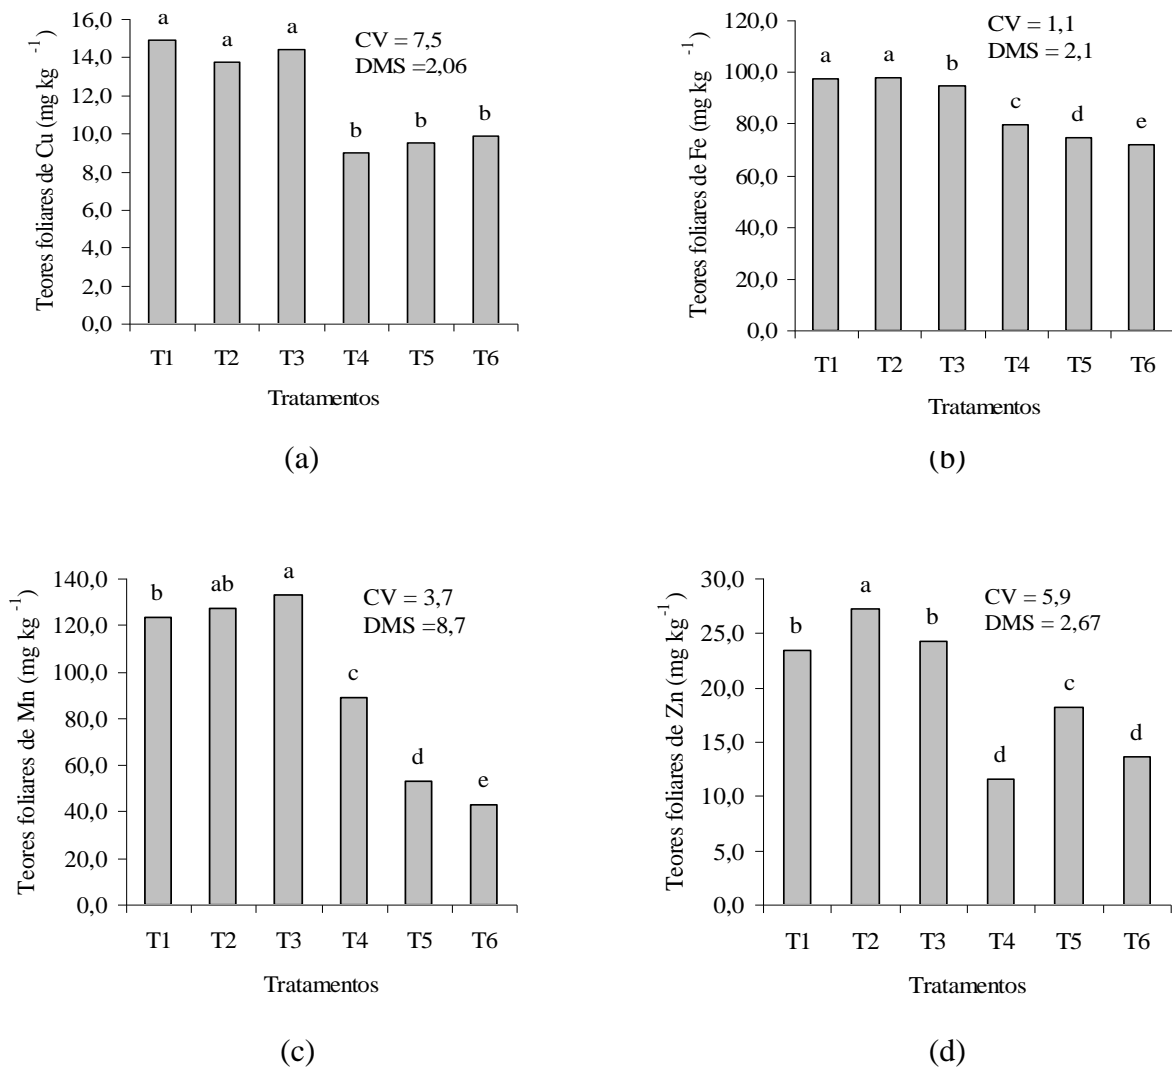 Teores foliares de Cu (mg kg -1)
16,0
14,0
12,0
10,0
8,0
6,0
4,0
2,0
0,0
a
a
a
b
b
b
CV = 7,5
DMS =2,06
T1 T2 T3 T4 T5 T6
Tratamentos
(a)
Teores foliares de Fe (mg kg -1)
120,0
100,0
80,0
60,0
40,0
20,0
0,0
a
a
b
c
d
e
CV = 1,1
DMS = 2,1
T1 T2 T3 T4 T5 T6
Tratamentos
(b)
Teores foliares de Mn (mg kg -1)
140,0
120,0
100,0
80,0
60,0
40,0
20,0
0,0
b
ab
a
c
d
e
CV = 3,7
DMS =8,7
T1 T2 T3 T4 T5 T6
Tratamentos
(c)
Teores foliares de Zn (mg kg -1)
30,0
25,0
20,0
15,0
10,0
5,0
0,0
b
a
b
d
c
d
CV = 5,9
DMS = 2,67
T1 T2 T3 T4 T5 T6
Tratamentos
(d)